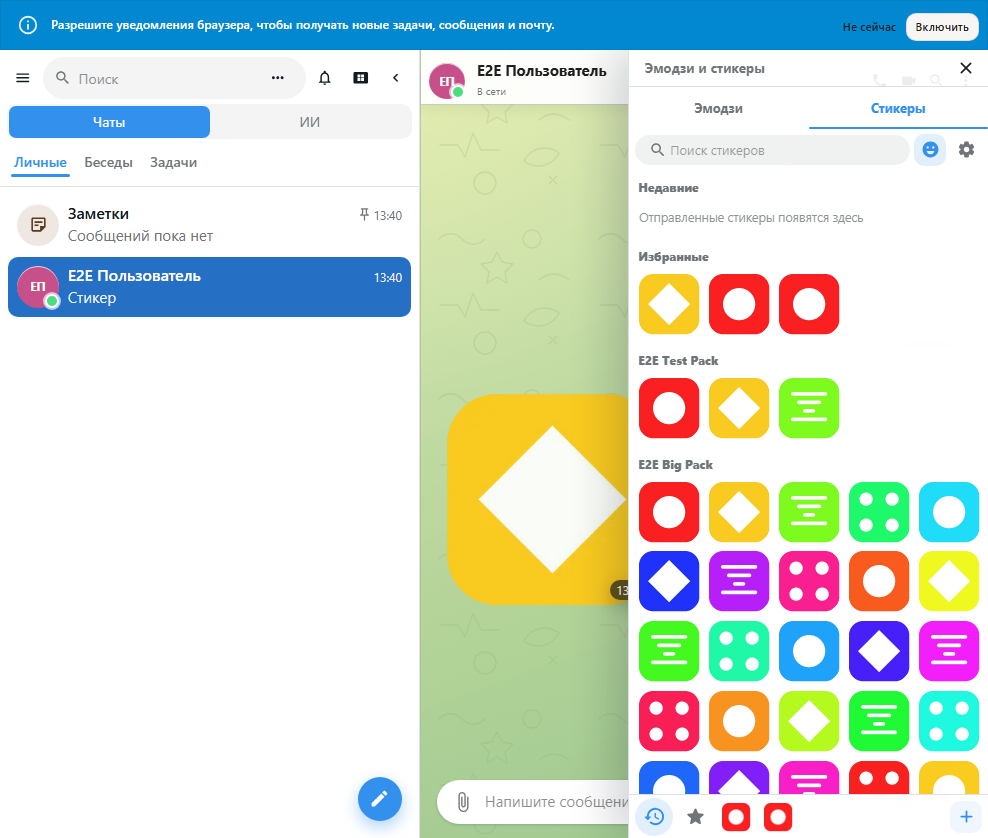 Разрешите уведомления браузера, чтобы получать новые задачи, сообщения и почту.
Не сейчас
Включить
Поиск
Чаты
ИИ
Личные
Беседы
Задачи
Заметки
13:40
Сообщений пока нет
ЕП
E2E Пользователь
13:40
Стикер
ЕП
E2E Пользователь
В сети
13
Напишите сообщени
Эмодзи и стикеры
Эмодзи
Стикеры
Поиск стикеров
Недавние
Отправленные стикеры появятся здесь
Избранные
E2E Test Pack
E2E Big Pack